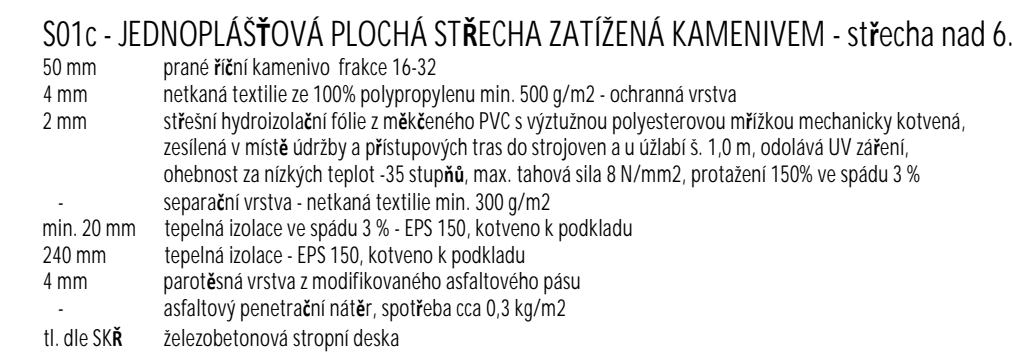 S01c - JEDNOPLÁŠŤOVÁ PLOCHÁ STŘECHA ZATÍŽENÁ KAMENIVEM - střecha nad 6.
50 mm prané říční kamenivo frakce 16-32
4 mm netkaná textilie ze 100% polypropylenu min. 500 g/m2 - ochranná vrstva
2 mm střešní hydroizolační fólie z měkčeného PVC s výztužnou polyesterovou mřížkou mechanicky kotvená,
zesílená v místě údržby a přístupových tras do strojoven a u úžlabí š. 1,0 m, odolává UV záření,
ohebnost za nízkých teplot -35 stupňů, max. tahová sila 8 N/mm2, protažení 150% ve spádu 3 %
- separační vrstva - netkaná textilie min. 300 g/m2
min. 20 mm tepelná izolace ve spádu 3 % - EPS 150, kotveno k podkladu
240 mm tepelná izolace - EPS 150, kotveno k podkladu
4 mm parotěsná vrstva z modifikovaného asfaltového pásu
- asfaltový penetrační nátěr, spotřeba cca 0,3 kg/m2
tl. dle SKŘ železobetonová stropní deska